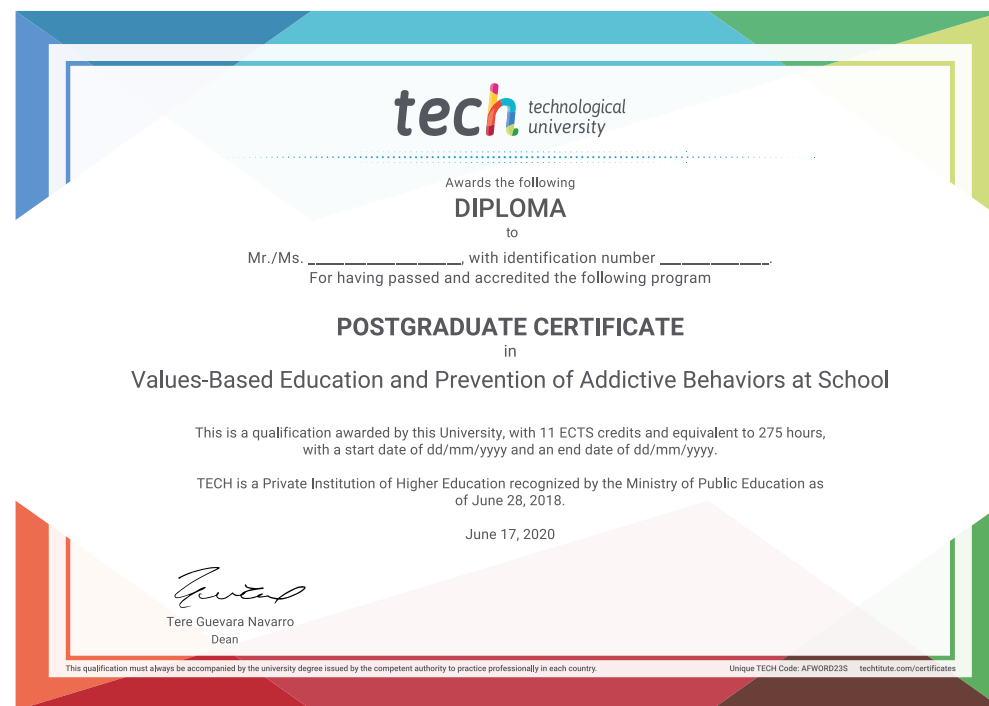 tech technological
university
Awards the following
DIPLOMA
to
Mr./Ms. ____________________, with identification number ______________.
For having passed and accredited the following program
POSTGRADUATE CERTIFICATE
in
Values-Based Education and Prevention of Addictive Behaviors at School
This is a qualification awarded by this University, with 11 ECTS credits and equivalent to 275 hours,
with a start date of dd/mm/yyyy and an end date of dd/mm/yyyy.
TECH is a Private Institution of Higher Education recognized by the Ministry of Public Education as
of June 28, 2018.
June 17, 2020
Tere Guevara Navarro
Dean
This qualification must always be accompanied by the university degree issued by the competent authority to practice professionally in each country. Unique TECH Code: AFWORD23S techtitute.com/certificates